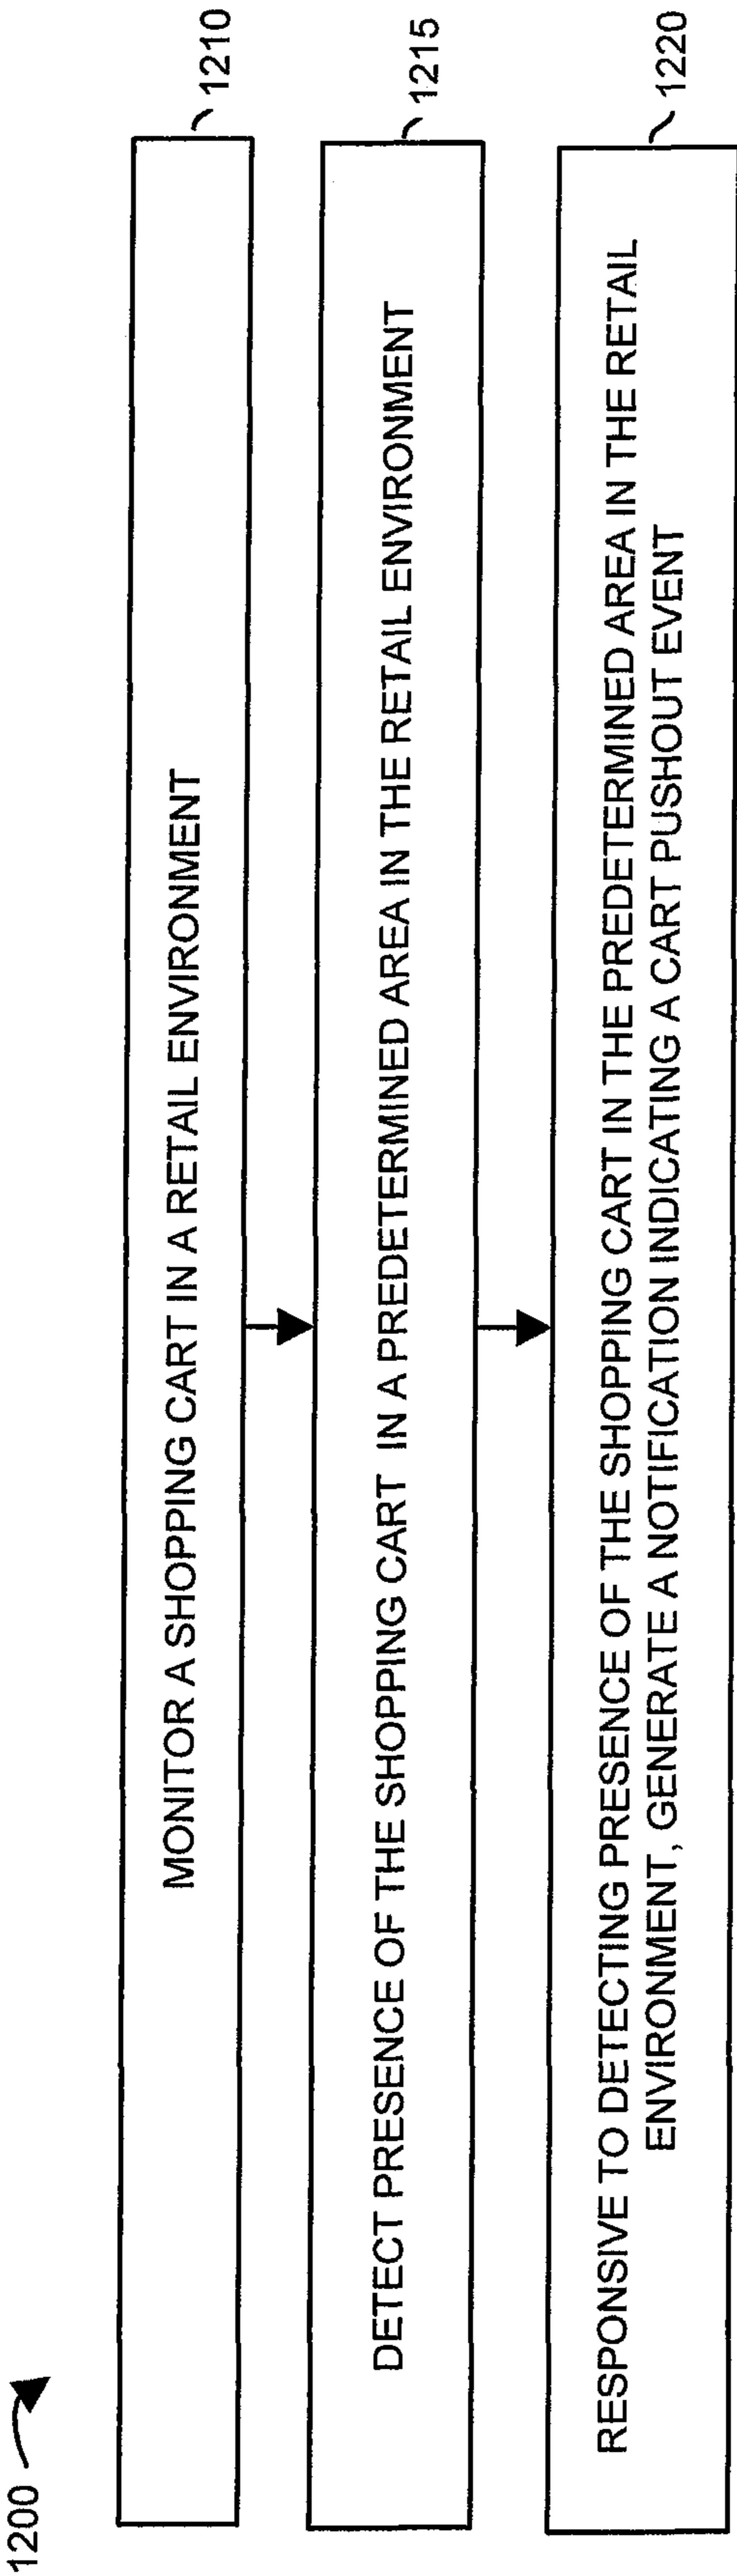 1200
MONITOR A SHOPPING CART IN A RETAIL ENVIRONMENT
1210
DETECT PRESENCE OF THE SHOPPING CART IN A PREDETERMINED AREA IN THE RETAIL ENVIRONMENT
1215
RESPONSIVE TO DETECTING PRESENCE OF THE SHOPPING CART IN THE PREDETERMINED AREA IN THE RETAIL
ENVIRONMENT, GENERATE A NOTIFICATION INDICATING A CART PUSHOUT EVENT
1220